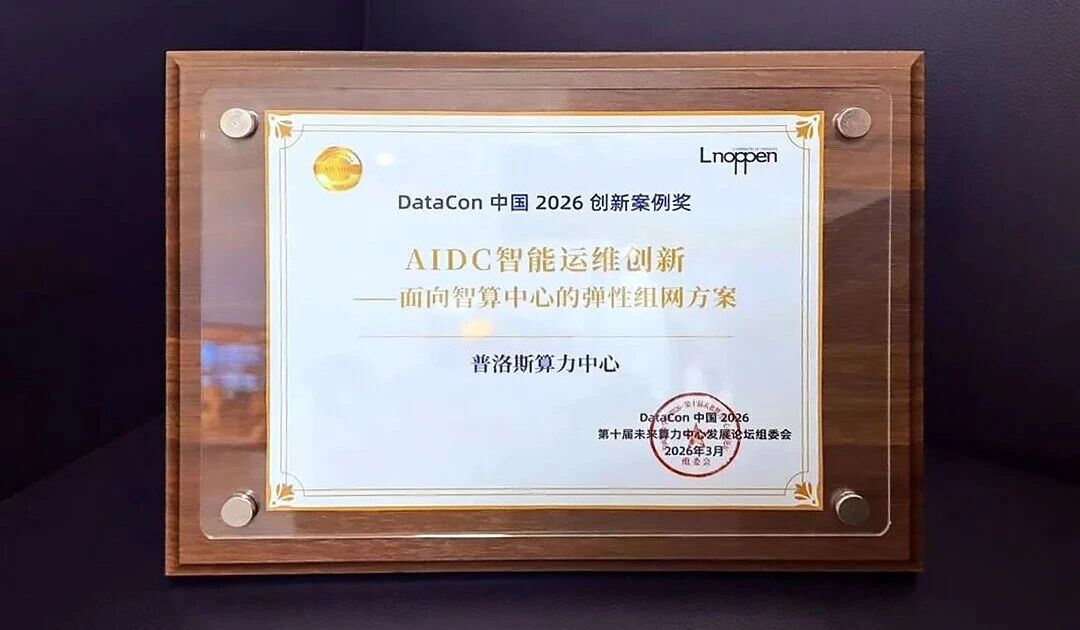 Lnoppen
DataCon 中国 2026 创新案例奖
AIDC智能运维创新
——面向智算中心的弹性组网方案
普洛斯算力中心
DataCon 中国 2026
第十届未来算力中心发展论坛组委会
2026年3月
组委会